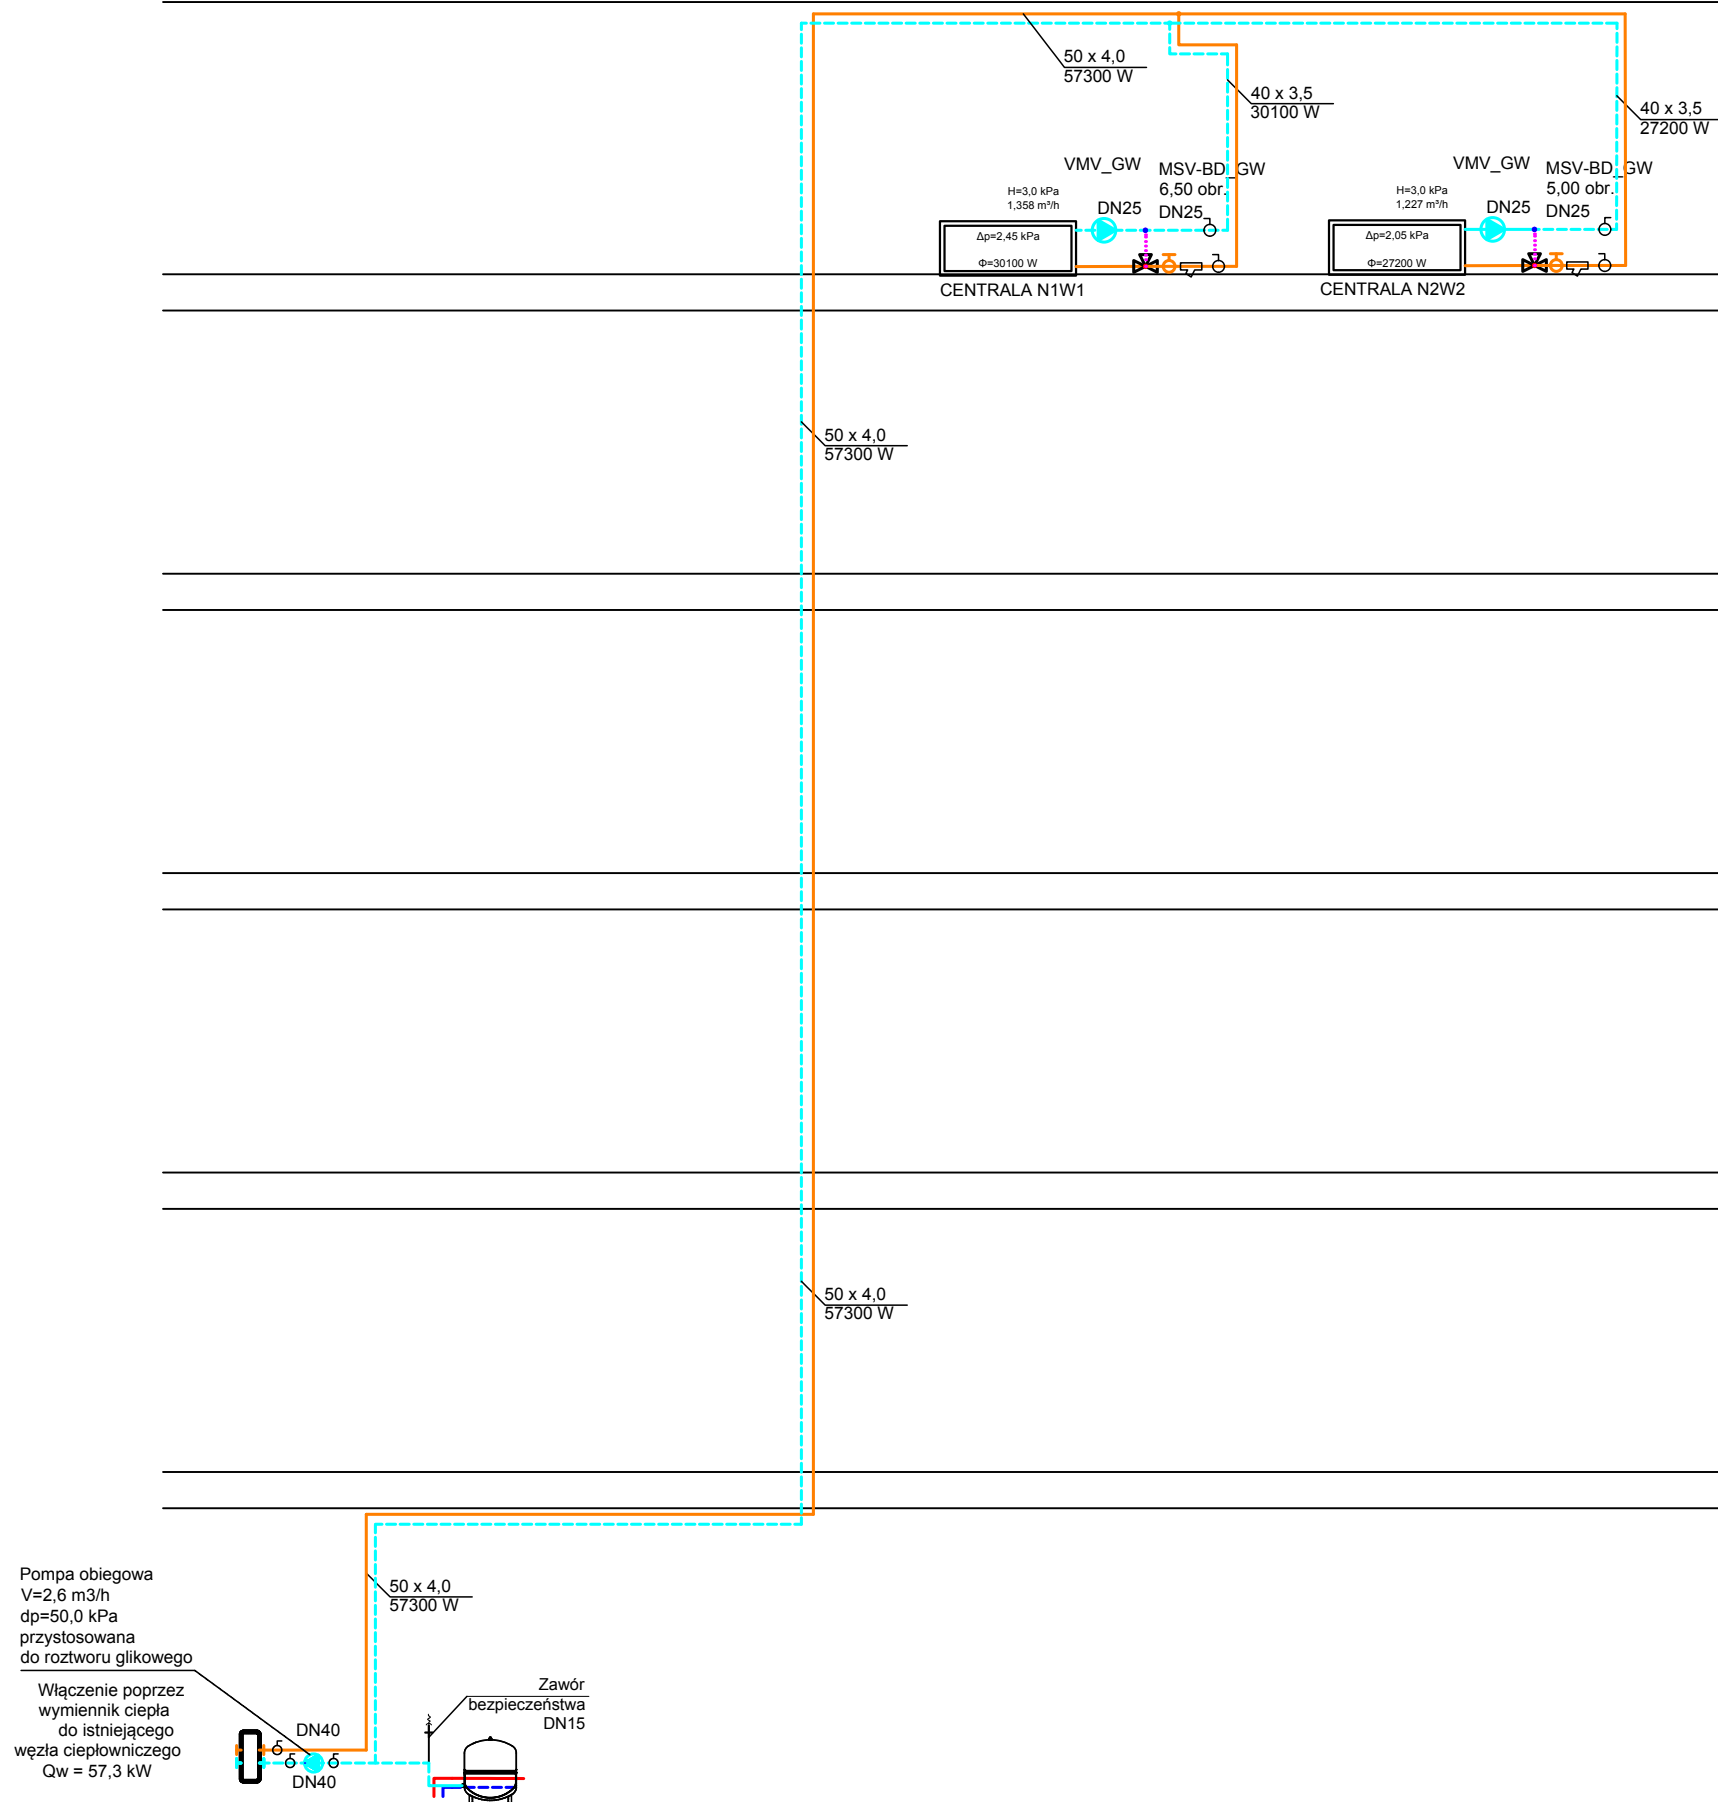 50 x 4,0
57300 W
40 x 3,5
30100 W
40 x 3,5
27200 W
VMV_GW
MSV-BD_GW
6,50 obr.
H=3,0 kPa
1,358 m³/h
DN25
DN25
Δp=2,45 kPa
Φ=30100 W
CENTRALA N1W1
VMV_GW
MSV-BD_GW
5,00 obr.
H=3,0 kPa
1,227 m³/h
DN25
DN25
Δp=2,05 kPa
Φ=27200 W
CENTRALA N2W2
50 x 4,0
57300 W
50 x 4,0
57300 W
50 x 4,0
57300 W
Pompa obiegowa
V=2,6 m3/h
dp=50,0 kPa
przystosowana
do roztworu glikowego
Włączenie poprzez
wymiennik ciepła
do istniejącego
węzła ciepłowniczego
Qw = 57,3 kW
DN40
DN40
Zawór
bezpieczeństwa
DN15